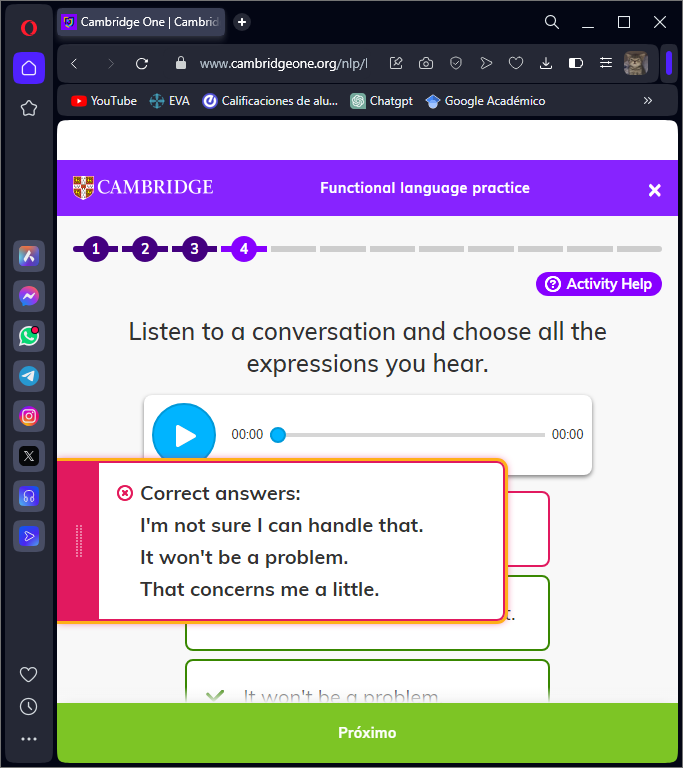 Cambridge One | Cambrid
www.cambridgeone.org/nlp/l
YouTube
EVA
Calificaciones de alu...
Chatgpt
Google Académico
»
CAMBRIDGE
Functional language practice
1
2
3
4
Activity Help
Listen to a conversation and choose all the
expressions you hear.
00:00
00:00
Correct answers:
I'm not sure I can handle that.
It won't be a problem.
That concerns me a little.
t.
It won't be a problem
Próximo